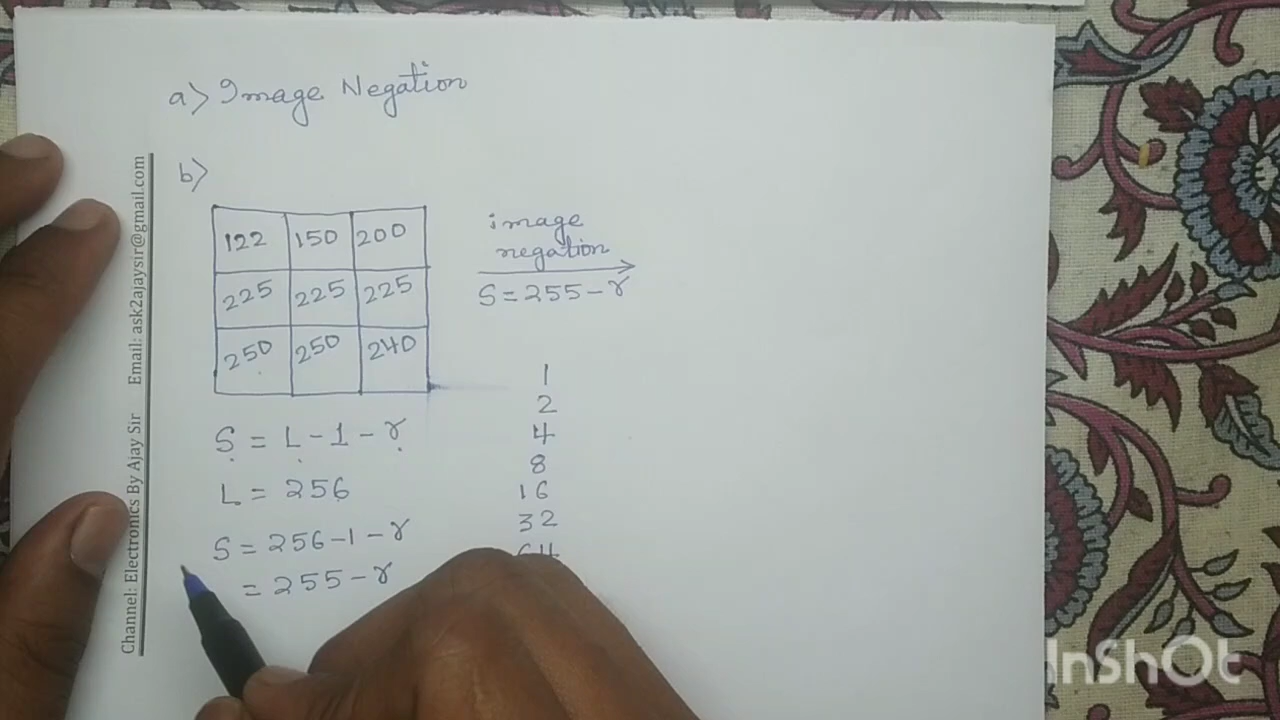 a) Image Negation
b)
122 150 200
225 225 225
250 250 240
image
negation
S = 255 - r
S = L - 1 - r
L = 256
S = 256 - 1 - r
= 255 - r
1
2
4
8
16
32
64
Channel: Electronics By Ajay Sir Email: ask2ajaysir@gmail.com
InShOt